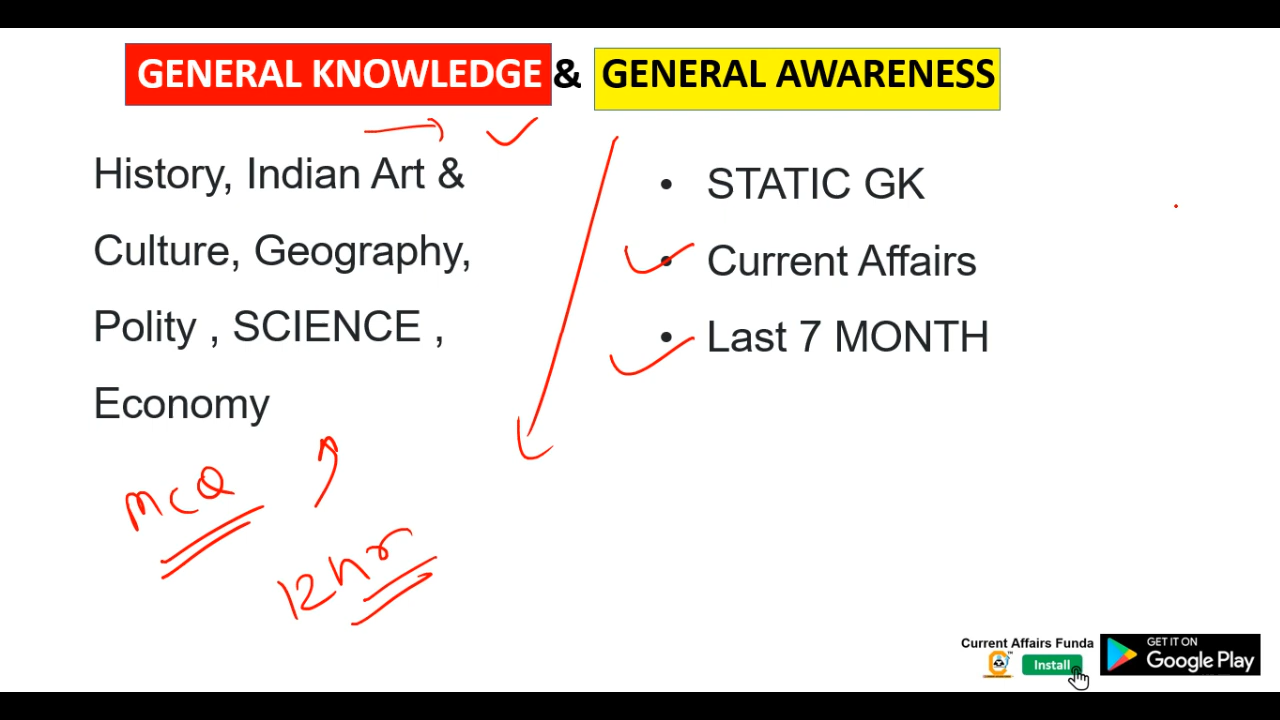 GENERAL KNOWLEDGE & GENERAL AWARENESS
History, Indian Art &
Culture, Geography,
Polity , SCIENCE ,
Economy
MCQ
12hr
• STATIC GK
• Current Affairs
• Last 7 MONTH
Current Affairs Funda
Install
GET IT ON
Google Play